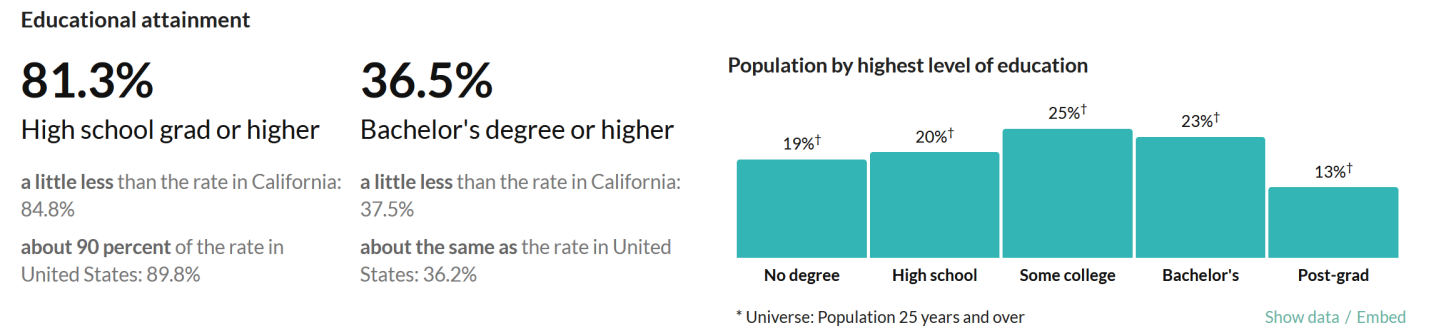 Educational attainment
81.3%
High school grad or higher
a little less than the rate in California:
84.8%
about 90 percent of the rate in
United States: 89.8%
36.5%
Bachelor's degree or higher
a little less than the rate in California:
37.5%
about the same as the rate in United
States: 36.2%
Population by highest level of education
19%†
20%†
25%†
23%†
13%†
No degree
High school
Some college
Bachelor's
Post-grad
* Universe: Population 25 years and over
Show data / Embed